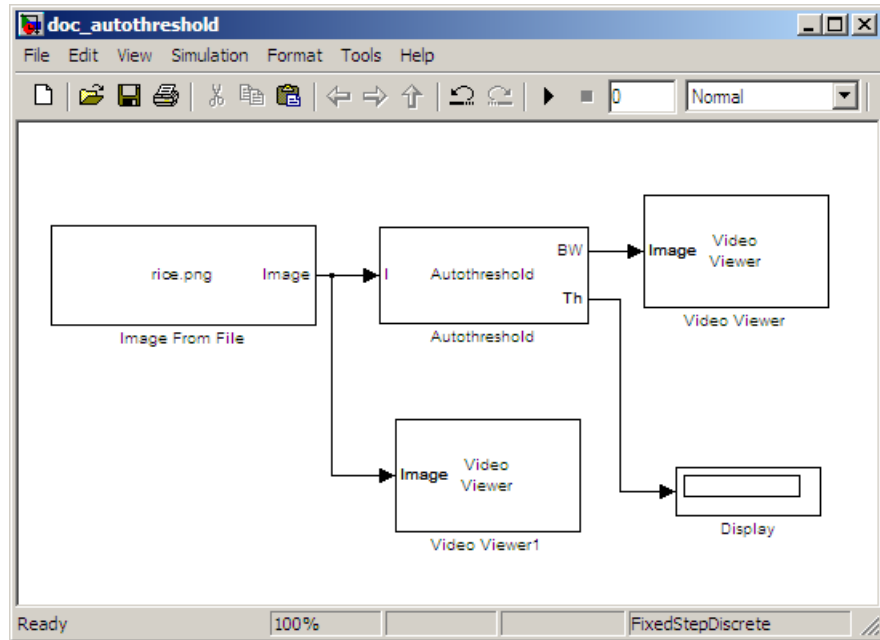 doc_autothreshold
File Edit View Simulation Format Tools Help
0 Normal
rice.png Image
Image From File
I Autothreshold BW
Th
Autothreshold
Image Video
Viewer
Video Viewer
Image Video
Viewer
Video Viewer1
Display
Ready 100% FixedStepDiscrete